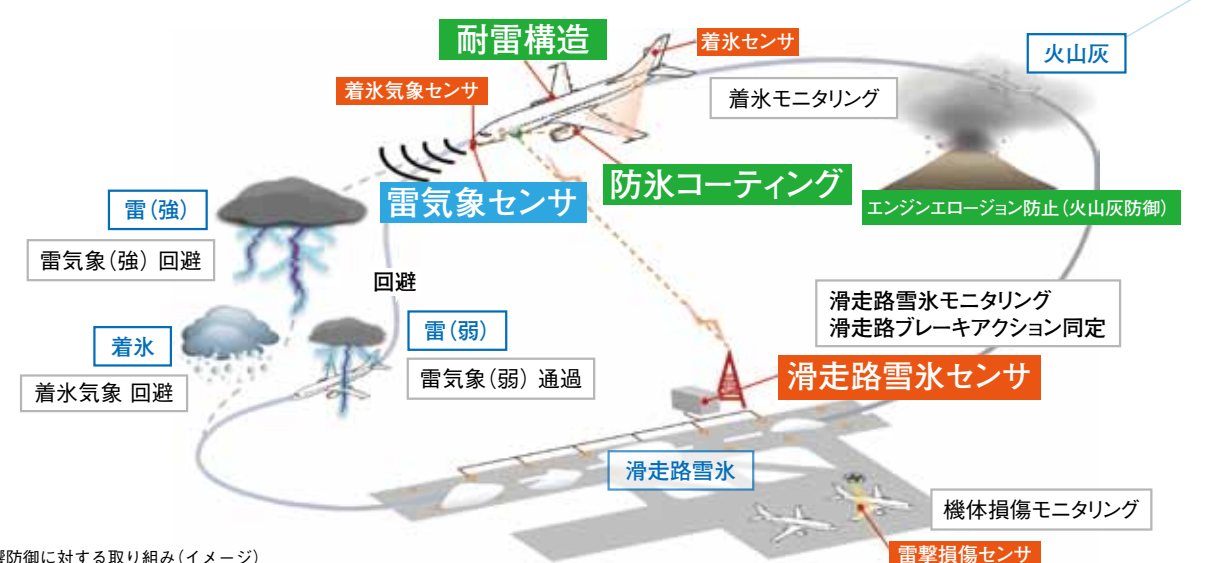 耐雷構造
着氷センサ
火山灰
着氷気象センサ
着氷モニタリング
防氷コーティング
雷気象センサ
エンジンエロージョン防止(火山灰防御)
雷(強)
雷気象(強) 回避
回避
滑走路雪氷モニタリング
滑走路ブレーキアクション同定
着氷
雷(弱)
着氷気象 回避
雷気象(弱) 通過
滑走路雪氷センサ
滑走路雪氷
機体損傷モニタリング
雷撃損傷センサ
防御に対する取り組み(イメージ)